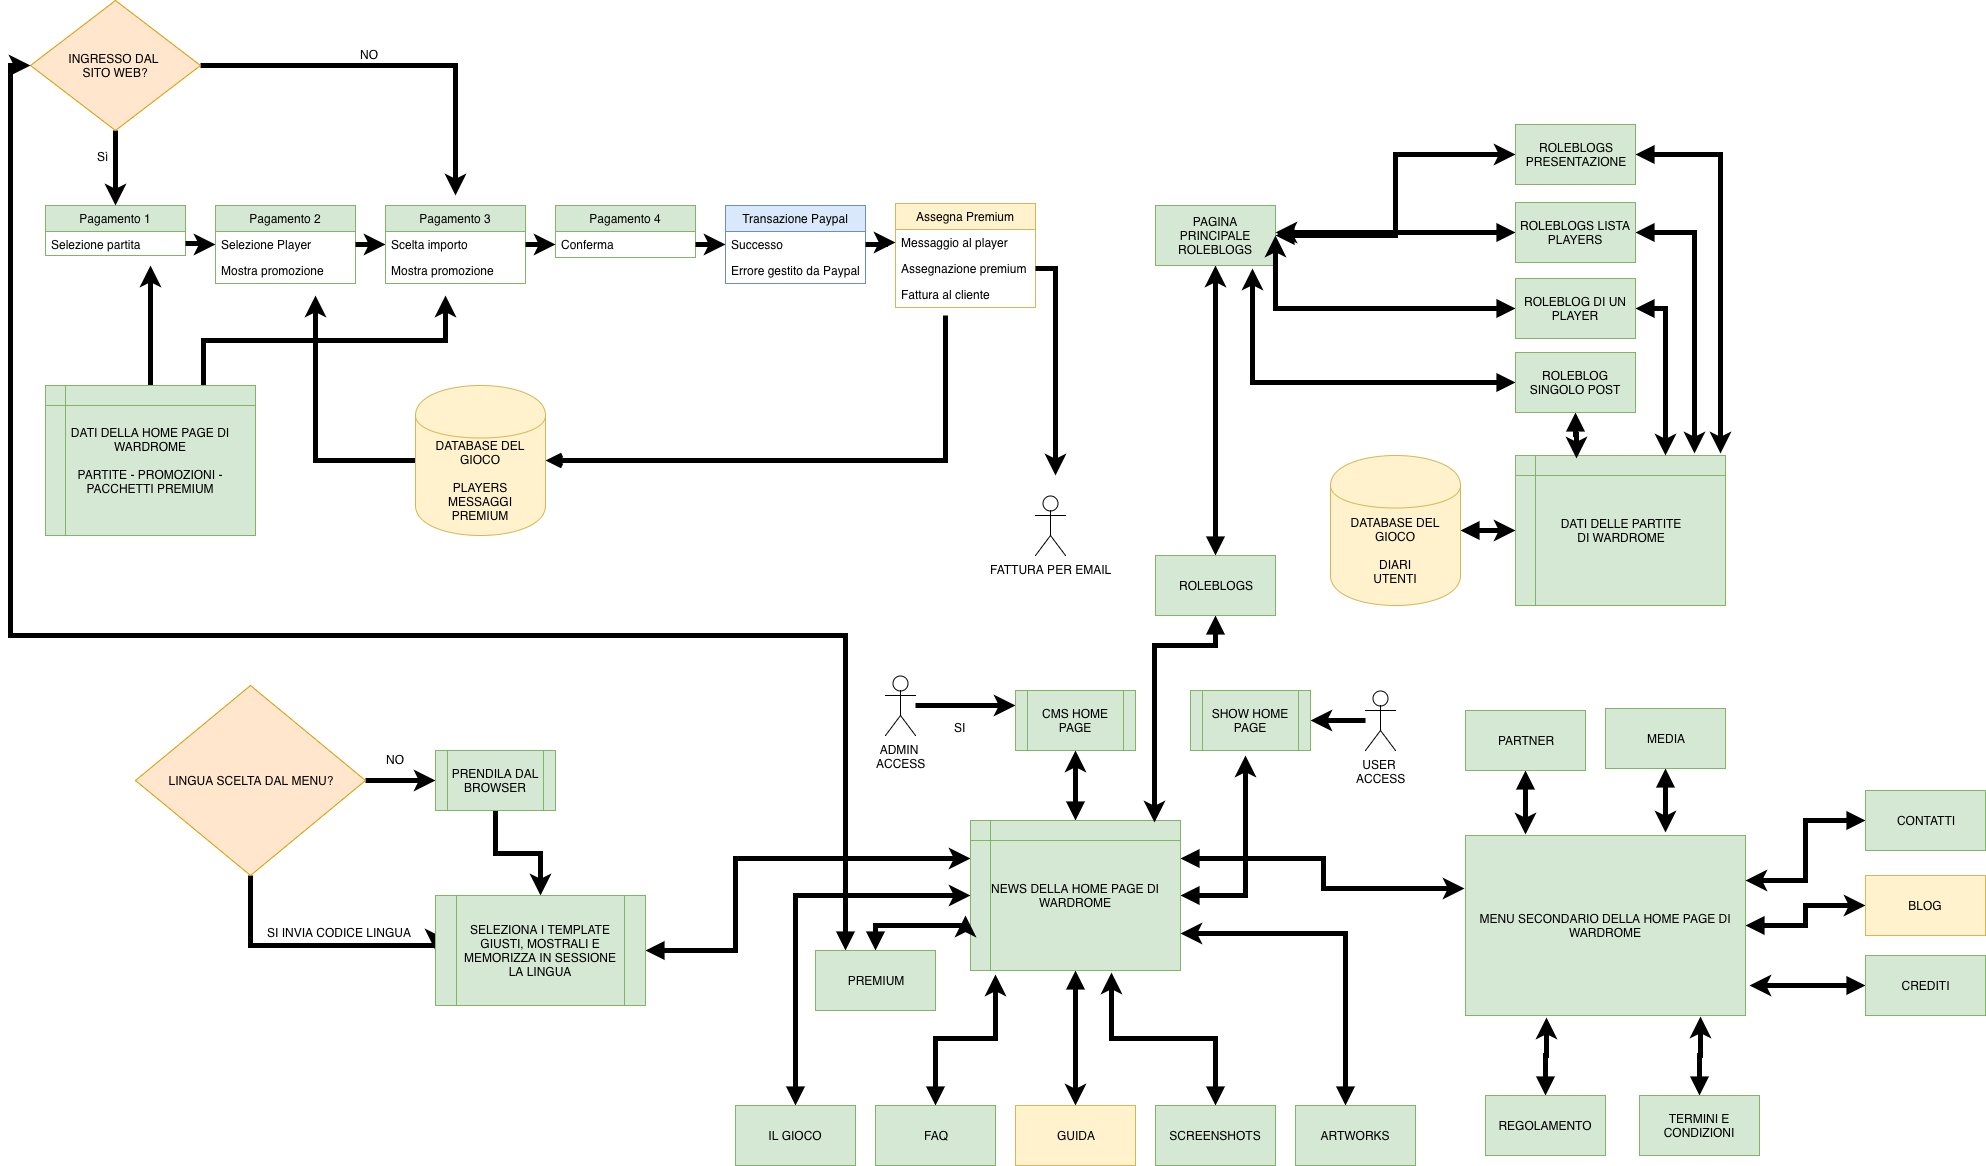 INGRESSO DAL
SITO WEB?
NO
Sì
Pagamento 1
Selezione partita
Pagamento 2
Selezione Player
Mostra promozione
Pagamento 3
Scelta importo
Mostra promozione
Pagamento 4
Conferma
Transazione Paypal
Successo
Errore gestito da Paypal
Assegna Premium
Messaggio al player
Assegnazione premium
Fattura al cliente
DATI DELLA HOME PAGE DI
WARDROME
PARTITE - PROMOZIONI -
PACCHETTI PREMIUM
DATABASE DEL
GIOCO
PLAYERS
MESSAGGI
PREMIUM
FATTURA PER EMAIL
PAGINA
PRINCIPALE
ROLEBLOGS
ROLEBLOGS
PRESENTAZIONE
ROLEBLOGS LISTA
PLAYERS
ROLEBLOG DI UN
PLAYER
ROLEBLOG
SINGOLO POST
DATABASE DEL
GIOCO
DIARI
UTENTI
DATI DELLE PARTITE
DI WARDROME
ROLEBLOGS
LINGUA SCELTA DAL MENU?
NO
PRENDILA DAL
BROWSER
SI INVIA CODICE LINGUA
SELEZIONA I TEMPLATE
GIUSTI, MOSTRALI E
MEMORIZZA IN SESSIONE
LA LINGUA
ADMIN
ACCESS
SI
CMS HOME
PAGE
SHOW HOME
PAGE
USER
ACCESS
NEWS DELLA HOME PAGE DI
WARDROME
PREMIUM
PARTNER
MEDIA
MENU SECONDARIO DELLA HOME PAGE DI
WARDROME
CONTATTI
BLOG
CREDITI
IL GIOCO
FAQ
GUIDA
SCREENSHOTS
ARTWORKS
REGOLAMENTO
TERMINI E
CONDIZIONI